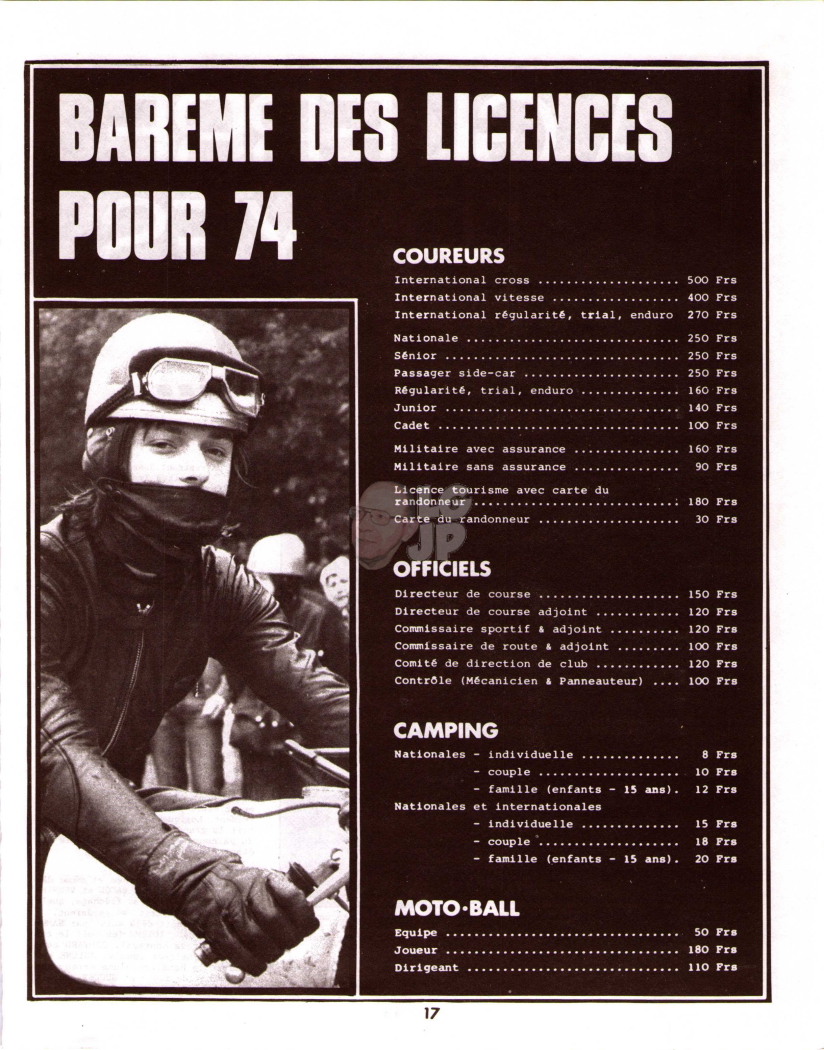 BAREME DES LICENCES
POUR 74
COUREURS
International cross .................... 500 Frs
International vitesse .................. 400 Frs
International régularité, trial, enduro 270 Frs
Nationale .............................. 250 Frs
Sénior ................................. 250 Frs
Passager side-car ...................... 250 Frs
Régularité, trial, enduro .............. 160 Frs
Junior ................................. 140 Frs
Cadet .................................. 100 Frs
Militaire avec assurance ............... 160 Frs
Militaire sans assurance ............... 90 Frs
Licence tourisme avec carte du
randonneur ............................. 180 Frs
Carte du randonneur .................... 30 Frs
LC
JP
OFFICIELS
Directeur de course .................... 150 Frs
Directeur de course adjoint ............ 120 Frs
Commissaire sportif & adjoint .......... 120 Frs
Commissaire de route & adjoint ......... 100 Frs
Comité de direction de club ............ 120 Frs
Contrôle (Mécanicien & Panneauteur) .... 100 Frs
CAMPING
Nationales - individuelle .............. 8 Frs
- couple .................... 10 Frs
- famille (enfants - 15 ans). 12 Frs
Nationales et internationales
- individuelle .............. 15 Frs
- couple .................... 18 Frs
- famille (enfants - 15 ans). 20 Frs
MOTO•BALL
Equipe ................................. 50 Frs
Joueur ................................. 180 Frs
Dirigeant .............................. 110 Frs
17